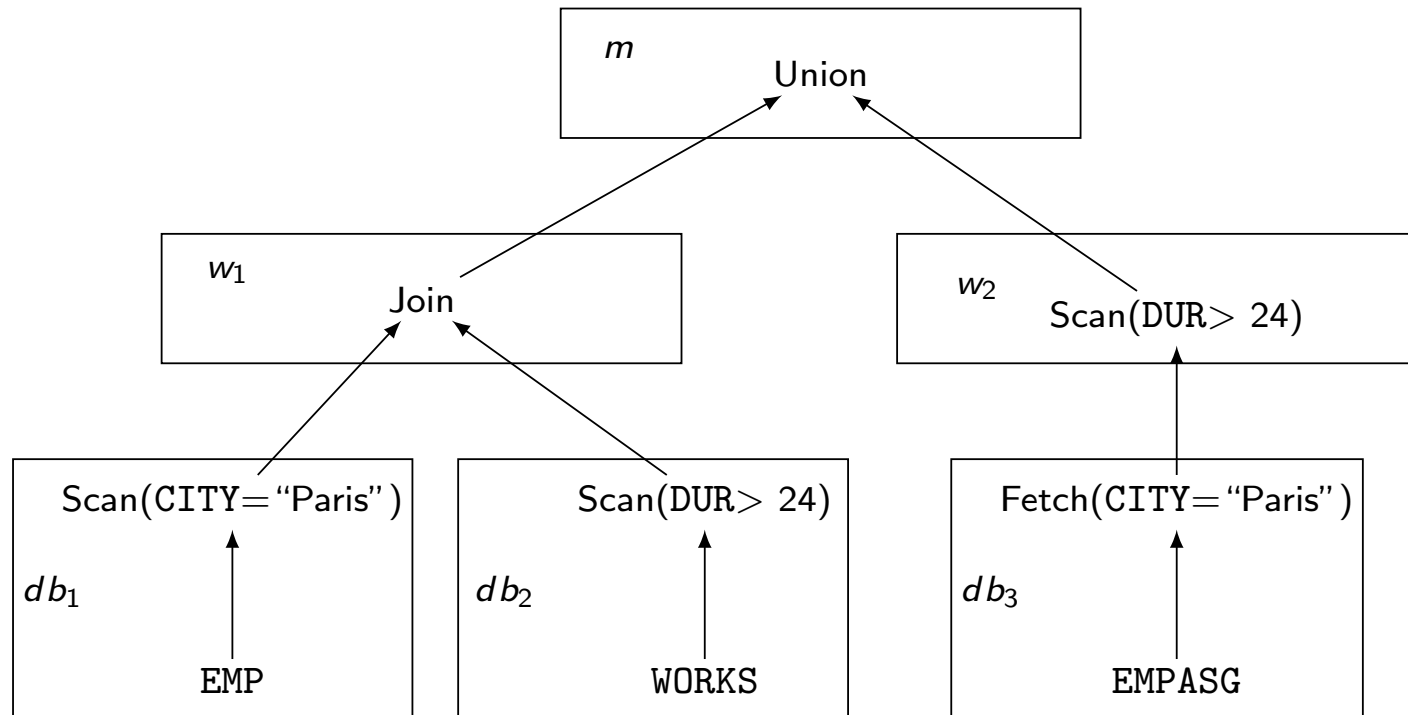 m
Union
w₁
Join
w₂
Scan(DUR> 24)
Scan(CITY=“Paris”)
Scan(DUR> 24)
Fetch(CITY=“Paris”)
db₁
db₂
db₃
EMP
WORKS
EMPASG